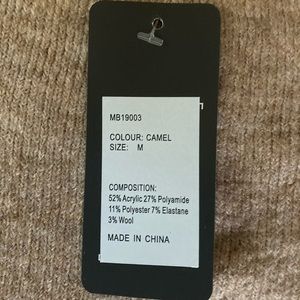 MB19003
COLOUR: CAMEL
SIZE: M
COMPOSITION:
52% Acrylic 27% Polyamide
11% Polyester 7% Elastane
3% Wool
MADE IN CHINA